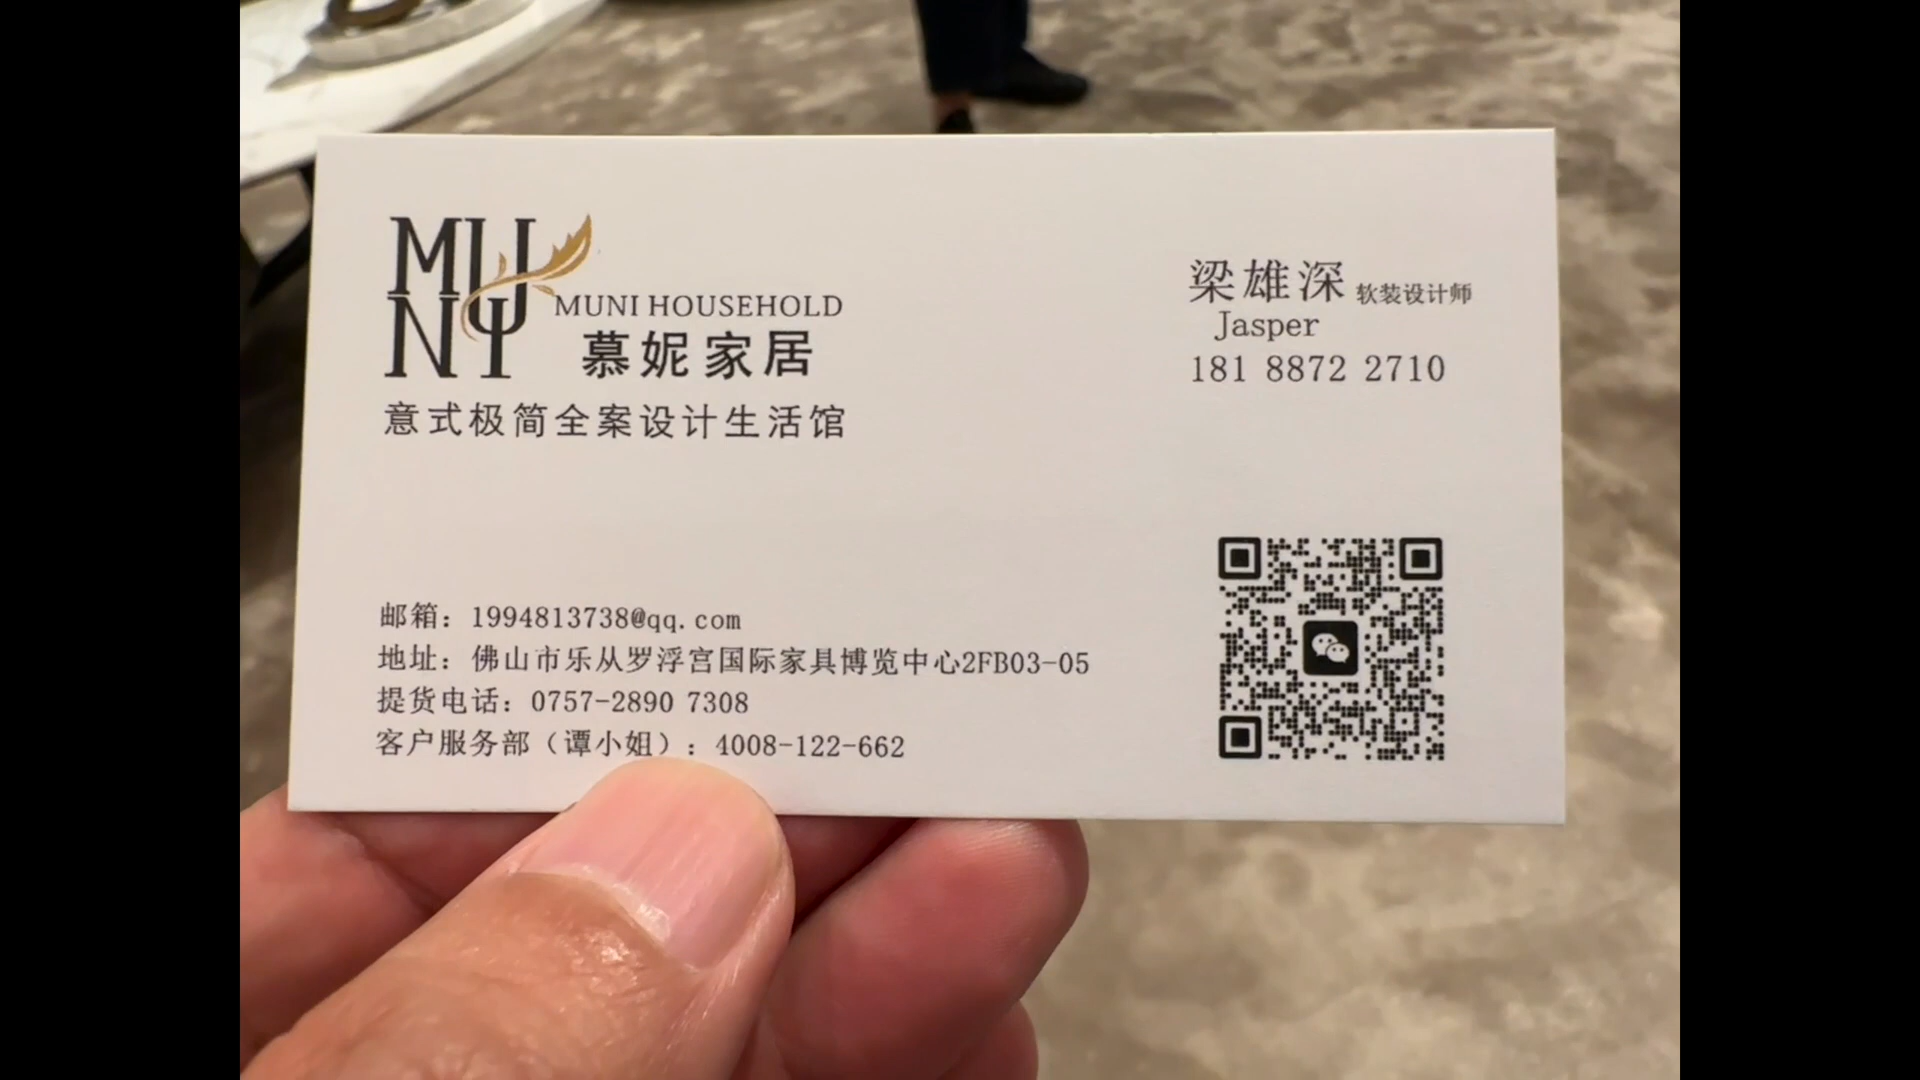 MU
NI
MUNI HOUSEHOLD
慕妮家居
意式极简全案设计生活馆
梁雄深 软装设计师
Jasper
181 8872 2710
邮箱：1994813738@qq.com
地址：佛山市乐从罗浮宫国际家具博览中心2FB03-05
提货电话：0757-2890 7308
客户服务部（谭小姐）：4008-122-662